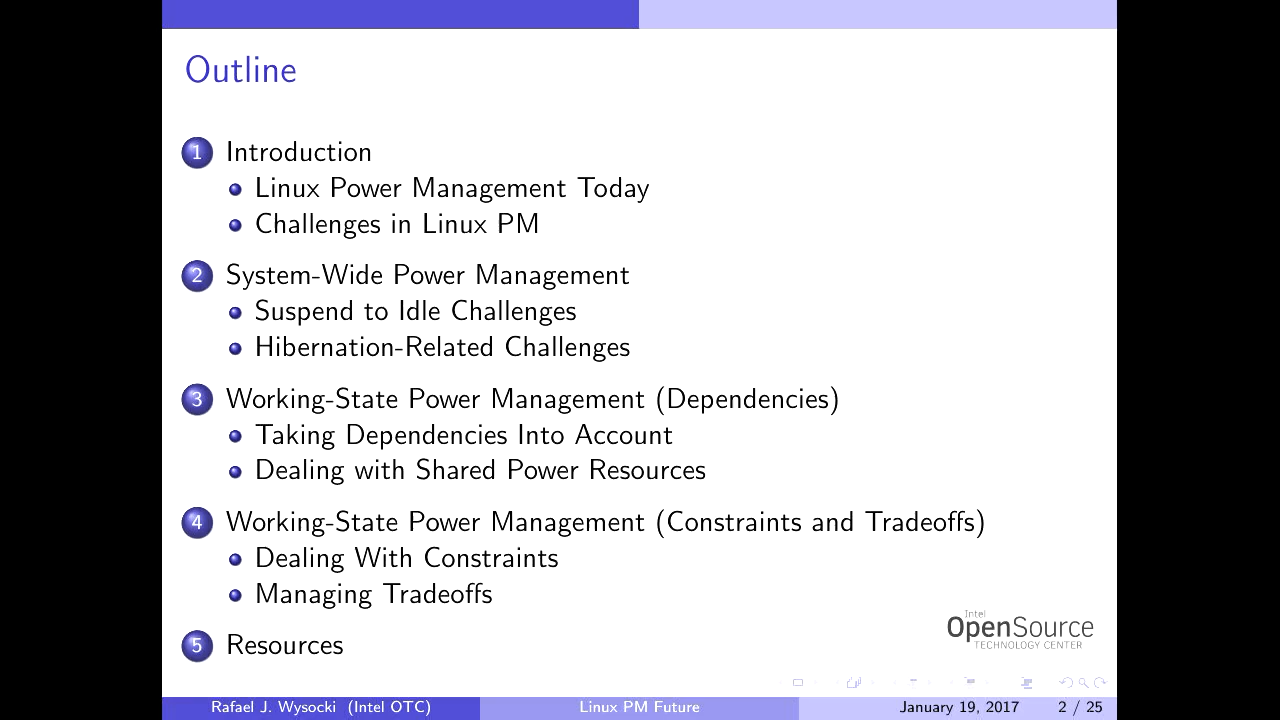 Outline
1 Introduction
Linux Power Management Today
Challenges in Linux PM
2 System-Wide Power Management
Suspend to Idle Challenges
Hibernation-Related Challenges
3 Working-State Power Management (Dependencies)
Taking Dependencies Into Account
Dealing with Shared Power Resources
4 Working-State Power Management (Constraints and Tradeoffs)
Dealing With Constraints
Managing Tradeoffs
5 Resources
Intel
OpenSource
TECHNOLOGY CENTER
Rafael J. Wysocki (Intel OTC) Linux PM Future January 19, 2017 2 / 25